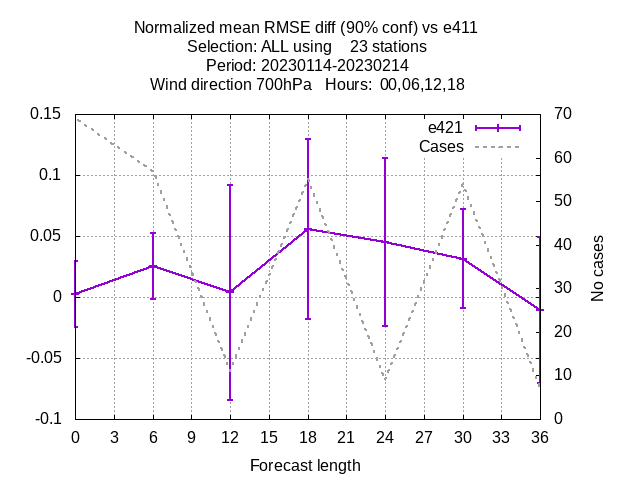 Normalized mean RMSE diff (90% conf) vs e411
Selection: ALL using    23 stations
Period: 20230114-20230214
Wind direction 700hPa   Hours:  00,06,12,18
e421
Cases
0.15
0.1
0.05
0
-0.05
-0.1
70
60
50
40
30
20
10
0
No cases
0 3 6 9 12 15 18 21 24 27 30 33 36
Forecast length